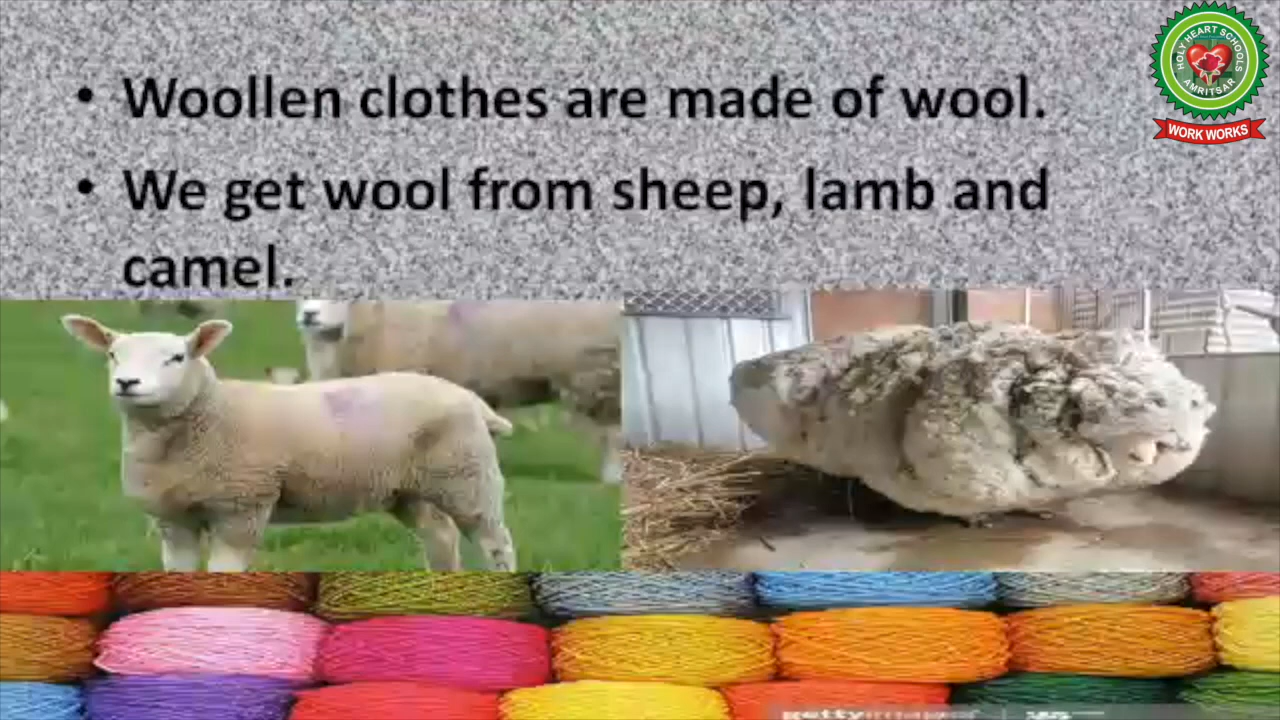 • Woollen clothes are made of wool.
• We get wool from sheep, lamb and
camel.
HOLY HEART SCHOOLS
AMRITSAR
WORK WORKS